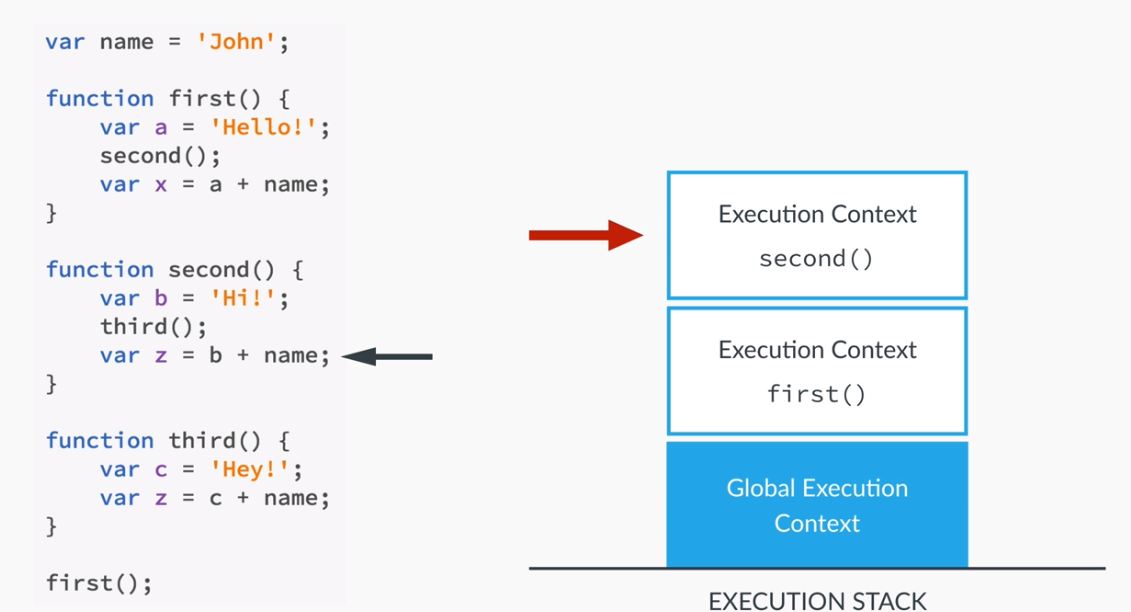 var name = 'John';
function first() {
var a = 'Hello!';
second();
var x = a + name;
}
function second() {
var b = 'Hi!';
third();
var z = b + name;
}
function third() {
var c = 'Hey!';
var z = c + name;
}
first();
Execution Context
second()
Execution Context
first()
Global Execution
Context
EXECUTION STACK